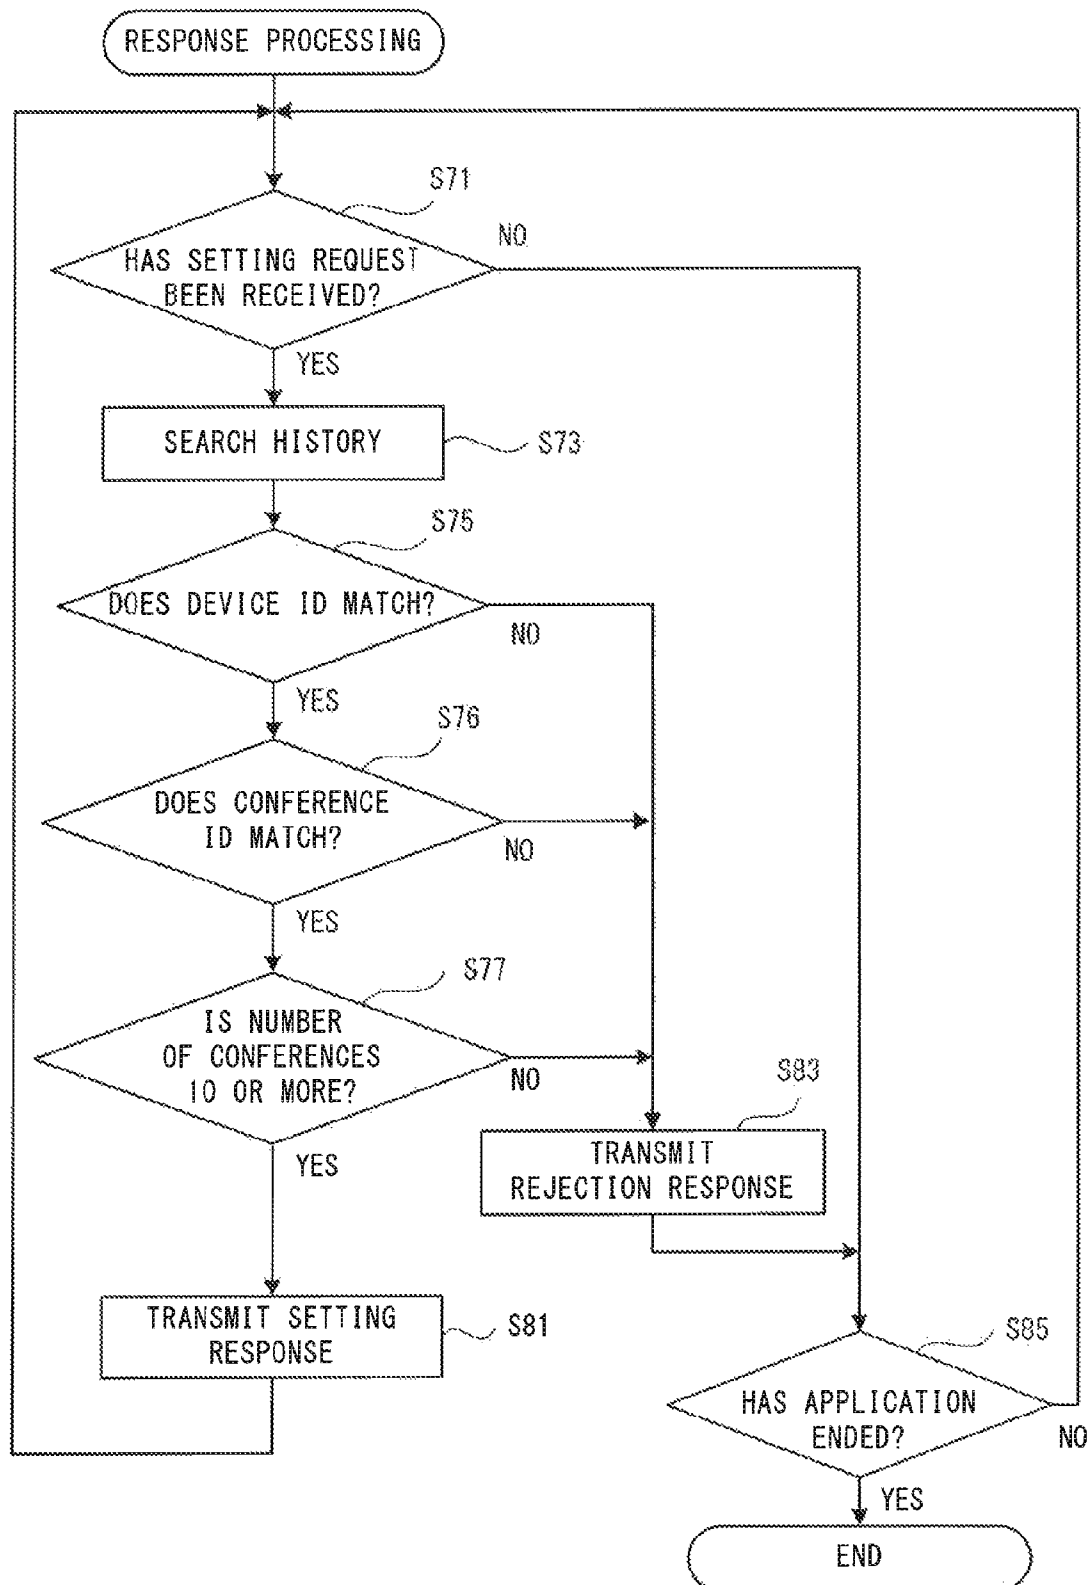 RESPONSE PROCESSING
S71
NO
HAS SETTING REQUEST
BEEN RECEIVED?
YES
SEARCH HISTORY
S73
S75
DOES DEVICE ID MATCH?
NO
YES
S76
DOES CONFERENCE
ID MATCH?
NO
YES
S77
IS NUMBER
OF CONFERENCES
10 OR MORE?
NO
YES
S83
TRANSMIT
REJECTION RESPONSE
TRANSMIT SETTING
RESPONSE
S81
S85
HAS APPLICATION
ENDED?
NO
YES
END